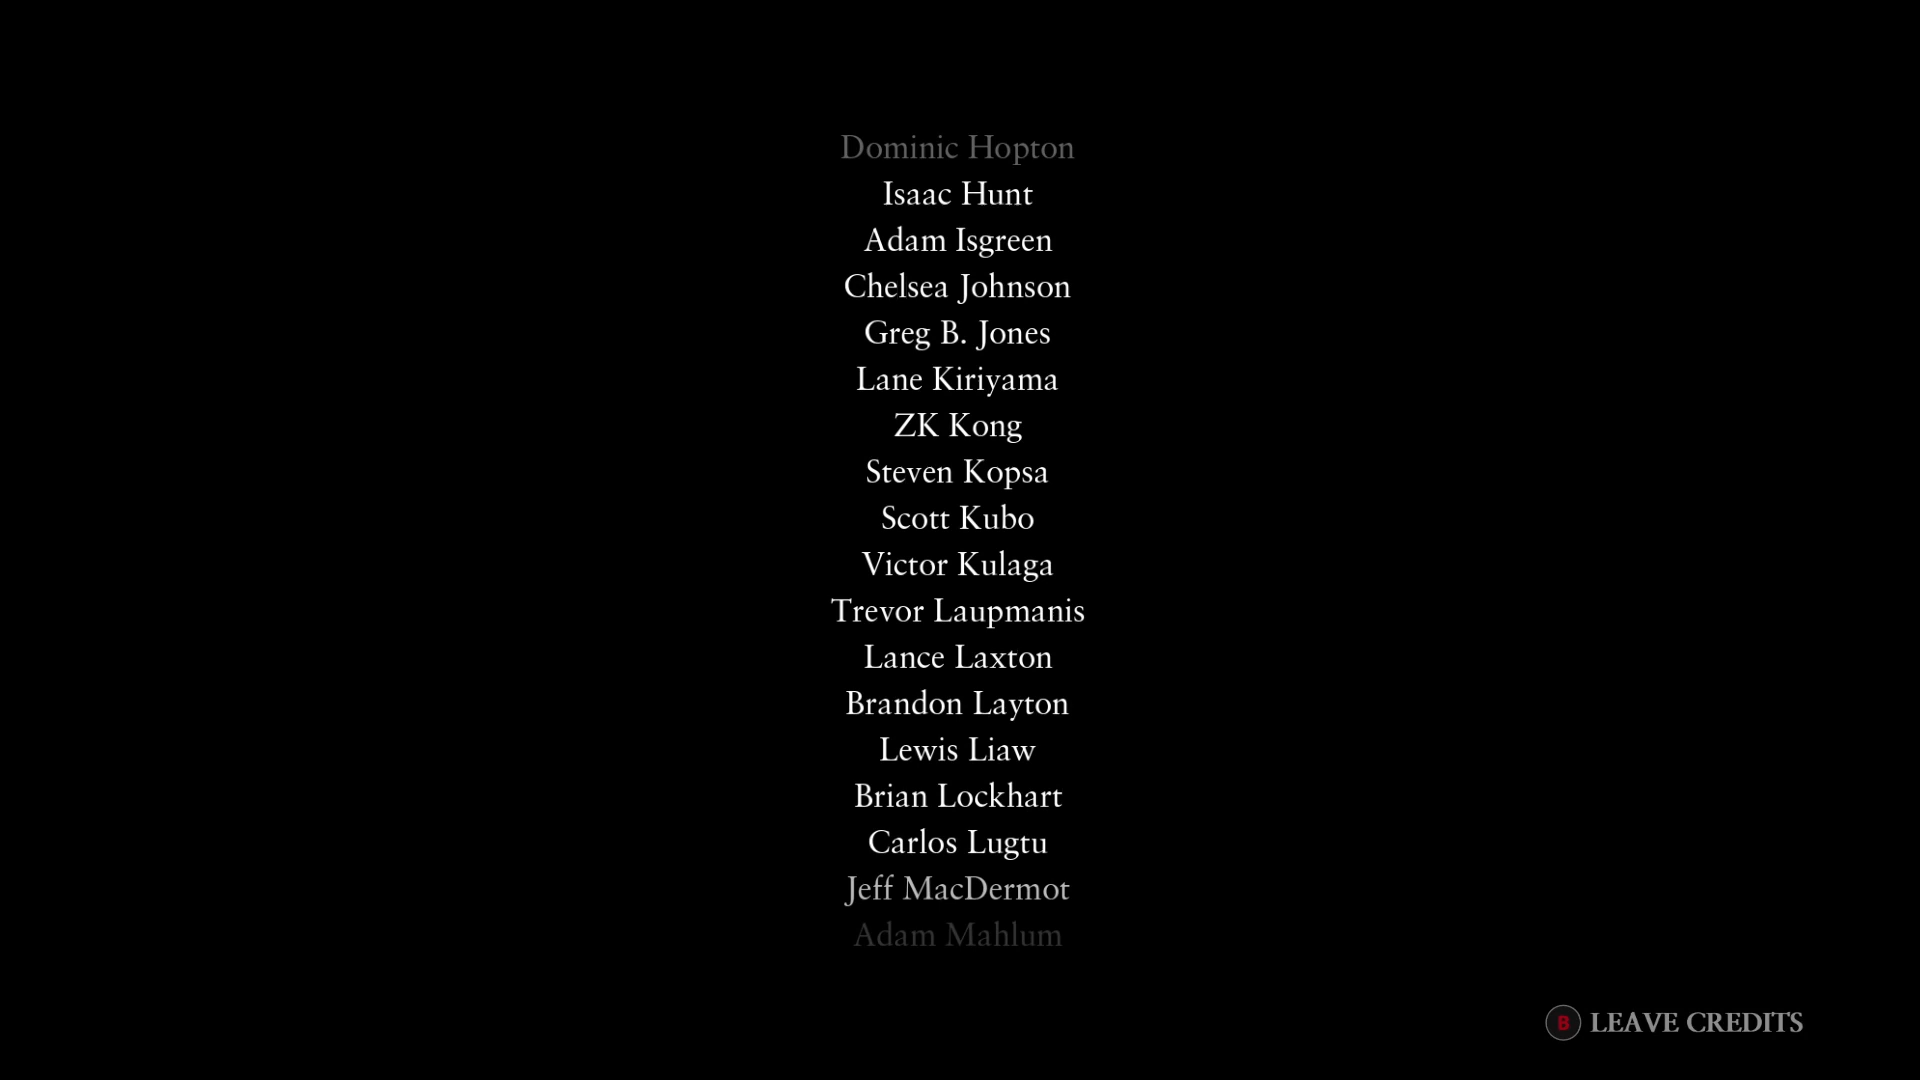 Dominic Hopton
Isaac Hunt
Adam Isgreen
Chelsea Johnson
Greg B. Jones
Lane Kiriyama
ZK Kong
Steven Kopsa
Scott Kubo
Victor Kulaga
Trevor Laupmanis
Lance Laxton
Brandon Layton
Lewis Liaw
Brian Lockhart
Carlos Lugtu
Jeff MacDermot
Adam Mahlum
B LEAVE CREDITS